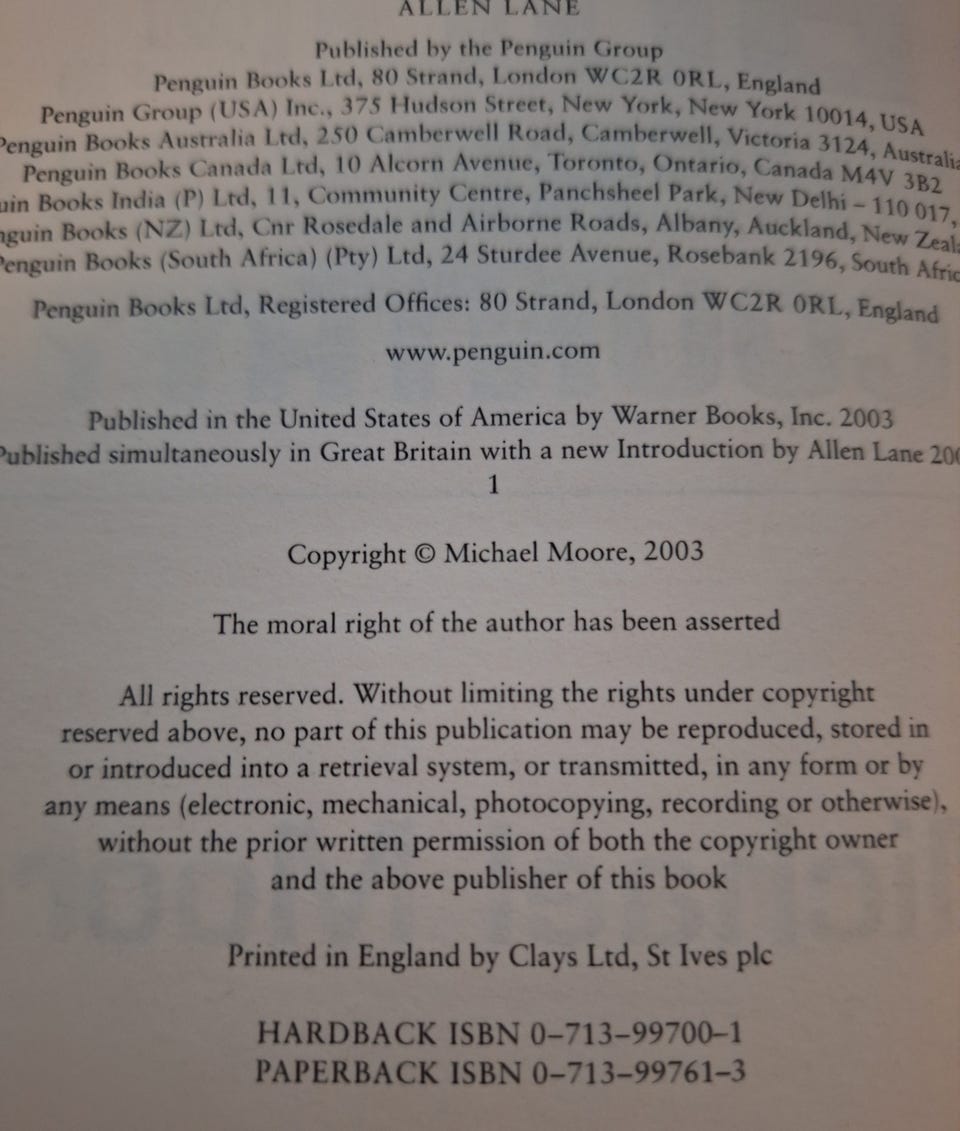 ALLEN LANE
Published by the Penguin Group
Penguin Books Ltd, 80 Strand, London WC2R 0RL, England
Penguin Group (USA) Inc., 375 Hudson Street, New York, New York 10014, USA
Penguin Books Australia Ltd, 250 Camberwell Road, Camberwell, Victoria 3124, Australia
Penguin Books Canada Ltd, 10 Alcorn Avenue, Toronto, Ontario, Canada M4V 3B2
uin Books India (P) Ltd, 11, Community Centre, Panchsheel Park, New Delhi – 110 017,
nguin Books (NZ) Ltd, Cnr Rosedale and Airborne Roads, Albany, Auckland, New Zeala
Penguin Books (South Africa) (Pty) Ltd, 24 Sturdee Avenue, Rosebank 2196, South Afric
Penguin Books Ltd, Registered Offices: 80 Strand, London WC2R 0RL, England
www.penguin.com
Published in the United States of America by Warner Books, Inc. 2003
Published simultaneously in Great Britain with a new Introduction by Allen Lane 200
1
Copyright © Michael Moore, 2003
The moral right of the author has been asserted
All rights reserved. Without limiting the rights under copyright
reserved above, no part of this publication may be reproduced, stored in
or introduced into a retrieval system, or transmitted, in any form or by
any means (electronic, mechanical, photocopying, recording or otherwise),
without the prior written permission of both the copyright owner
and the above publisher of this book
Printed in England by Clays Ltd, St Ives plc
HARDBACK ISBN 0–713–99700–1
PAPERBACK ISBN 0–713–99761–3